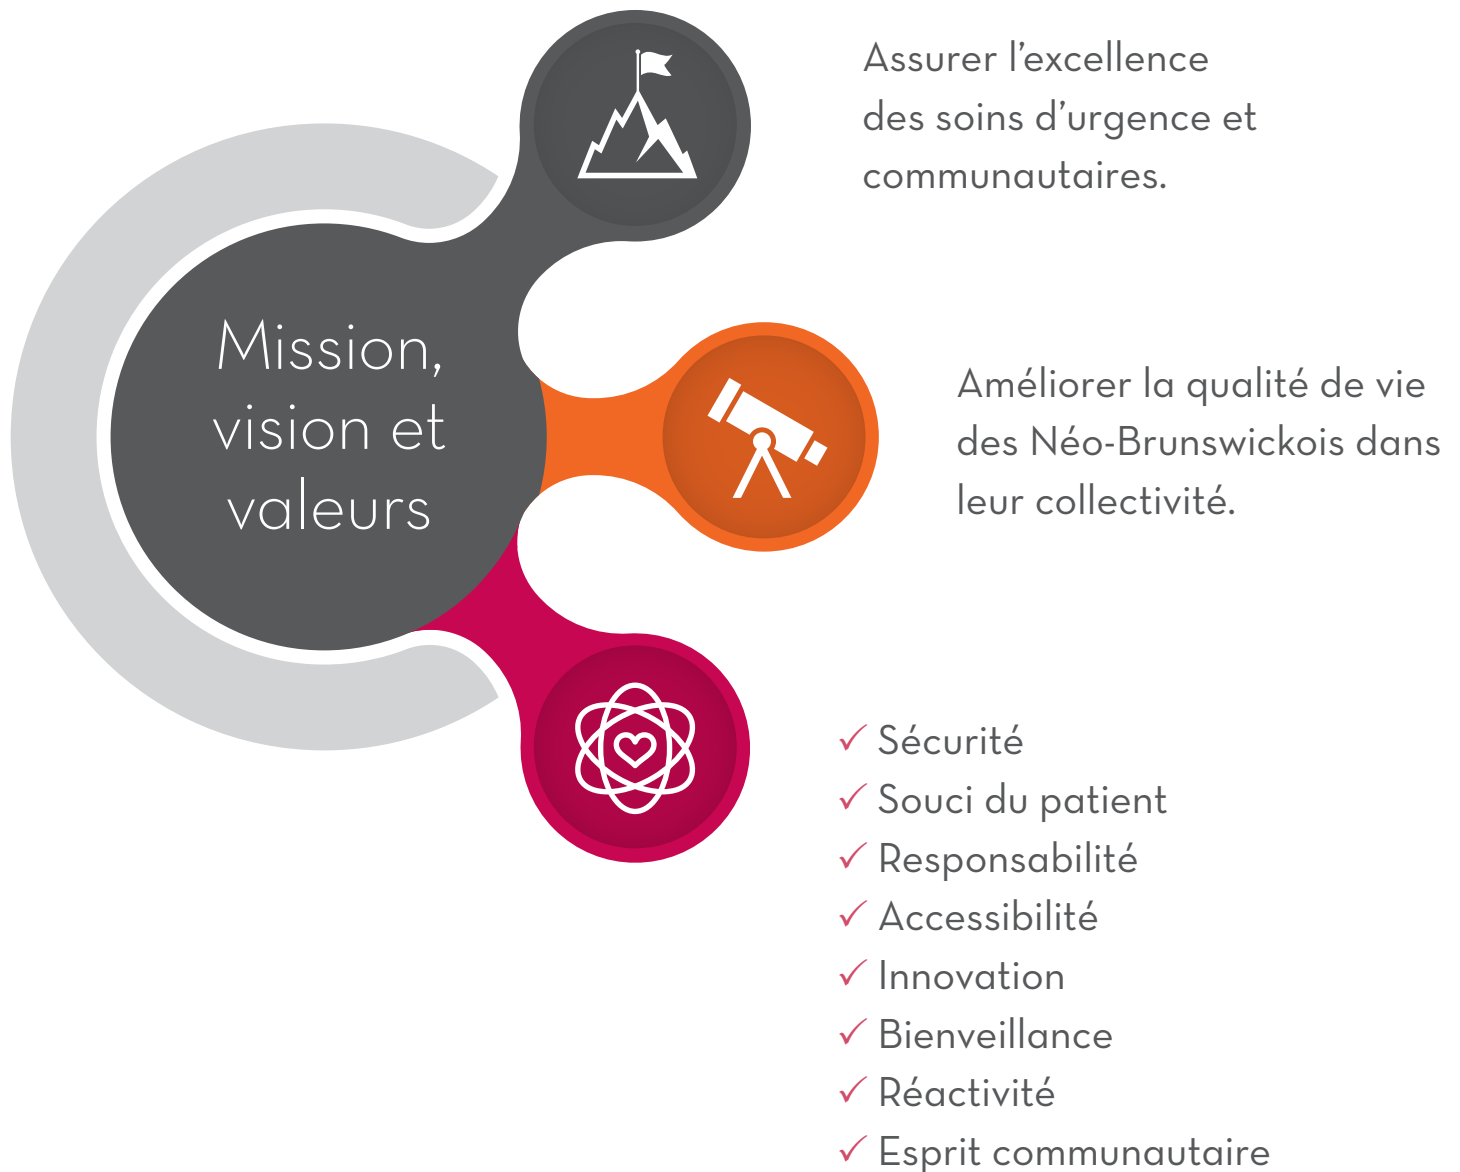 Mission,
vision et
valeurs
Assurer l’excellence
des soins d’urgence et
communautaires.
Améliorer la qualité de vie
des Néo-Brunswickois dans
leur collectivité.
✓ Sécurité
✓ Souci du patient
✓ Responsabilité
✓ Accessibilité
✓ Innovation
✓ Bienveillance
✓ Réactivité
✓ Esprit communautaire